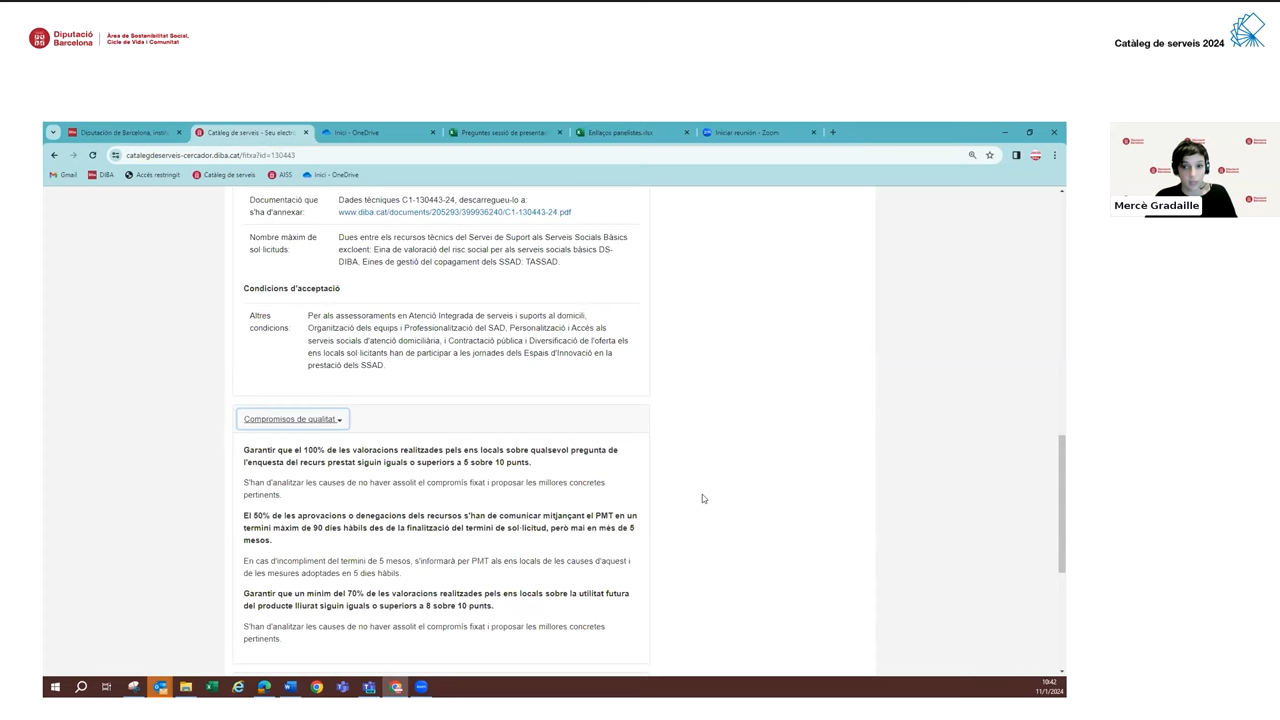 Diputació
Barcelona
Àrea de Sostenibilitat Social,
Cicle de Vida i Comunitat
Catàleg de serveis 2024
Diputación de Barcelona, instit
Catàleg de serveis - Seu electrò
Inici - OneDrive
Preguntes sessió de presentac
Enllaços panelistes.xlsx
Iniciar reunión - Zoom
catalegdeserveis-cercador.diba.cat/fitxa?id=130443
Gmail
DIBA
Accés restringit
Catàleg de serveis
AISS
Inici - OneDrive
Mercè Gradaille
Documentació que
s'ha d'annexar:
Dades tècniques C1-130443-24, descarregueu-lo a:
www.diba.cat/documents/205293/399936240/C1-130443-24.pdf
Nombre màxim de
sol·licituds:
Dues entre els recursos tècnics del Servei de Suport als Serveis Socials Bàsics
excloent: Eina de valoració del risc social per als serveis socials bàsics DS-
DIBA, Eines de gestió del copagament dels SSAD: TASSAD.
Condicions d'acceptació
Altres
condicions:
Per als assessoraments en Atenció Integrada de serveis i suports al domicili,
Organització dels equips i Professionalització del SAD, Personalització i Accés als
serveis socials d'atenció domiciliària, i Contractació pública i Diversificació de l'oferta els
ens locals sol·licitants han de participar a les jornades dels Espais d'Innovació en la
prestació dels SSAD.
Compromisos de qualitat
Garantir que el 100% de les valoracions realitzades pels ens locals sobre qualsevol pregunta de
l'enquesta del recurs prestat siguin iguals o superiors a 5 sobre 10 punts.
S'han d'analitzar les causes de no haver assolit el compromís fixat i proposar les millores concretes
pertinents.
El 50% de les aprovacions o denegacions dels recursos s'han de comunicar mitjançant el PMT en un
termini màxim de 90 dies hàbils des de la finalització del termini de sol·licitud, però mai en més de 5
mesos.
En cas d'incompliment del termini de 5 mesos, s'informarà per PMT als ens locals de les causes d'aquest i
de les mesures adoptades en 5 dies hàbils.
Garantir que un mínim del 70% de les valoracions realitzades pels ens locals sobre la utilitat futura
del producte lliurat siguin iguals o superiors a 8 sobre 10 punts.
S'han d'analitzar les causes de no haver assolit el compromís fixat i proposar les millores concretes
pertinents.
10:42
11/1/2024